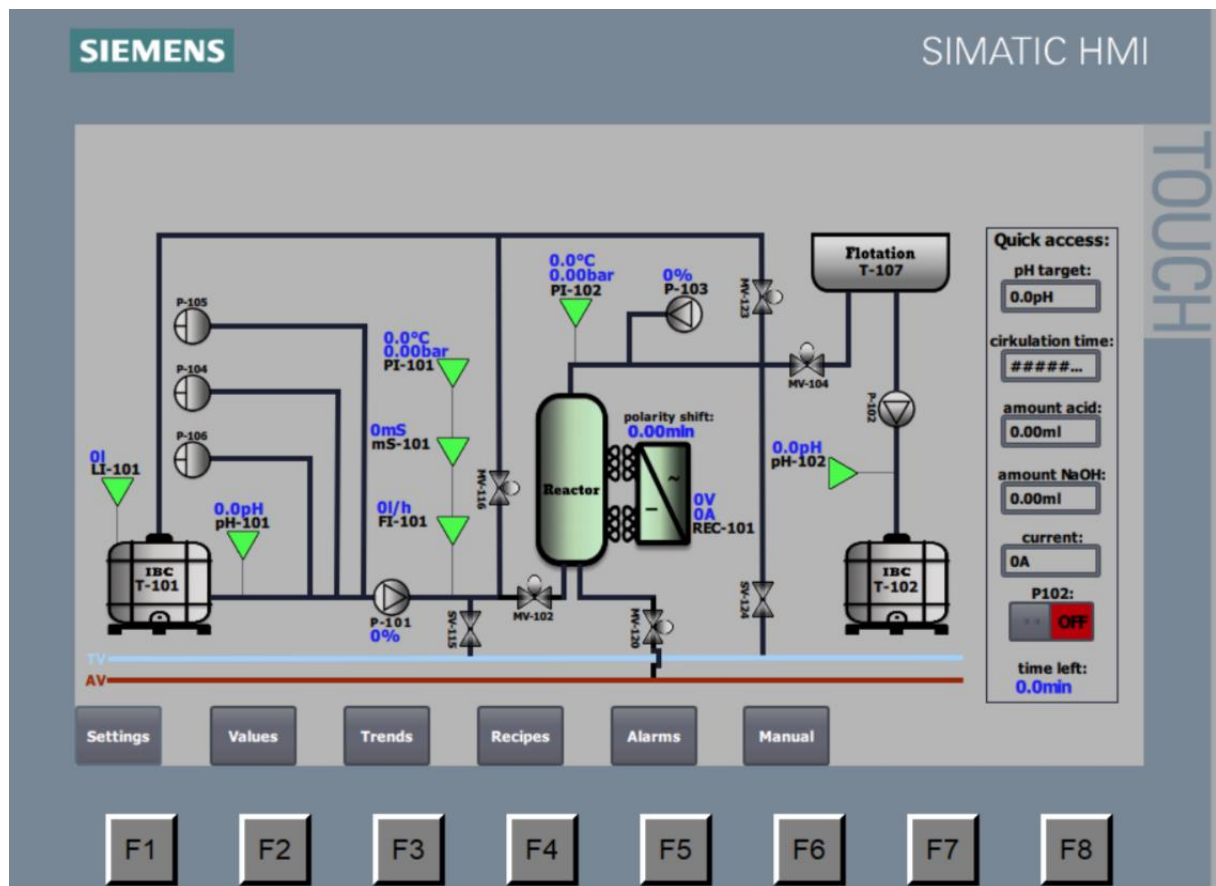 SIEMENS
SIMATIC HMI
TOUCH
0.0°C
0.00bar
PI-102
0%
P-103
Flotation
T-107
P-105
MV-123
0.0°C
0.00bar
PI-101
MV-104
P-104
P-102
polarity shift:
0.00min
0mS
mS-101
P-106
0l
LI-101
MV-116
Reactor
~
−
0V
0A
REC-101
0.0pH
pH-102
0.0pH
pH-101
0l/h
FI-101
IBC
T-101
IBC
T-102
P-101
0%
SV-115
MV-102
MV-120
SV-124
TV
AV
Quick access:
pH target:
0.0pH
cirkulation time:
#####...
amount acid:
0.00ml
amount NaOH:
0.00ml
current:
0A
P102:
OFF
time left:
0.0min
Settings
Values
Trends
Recipes
Alarms
Manual
F1
F2
F3
F4
F5
F6
F7
F8